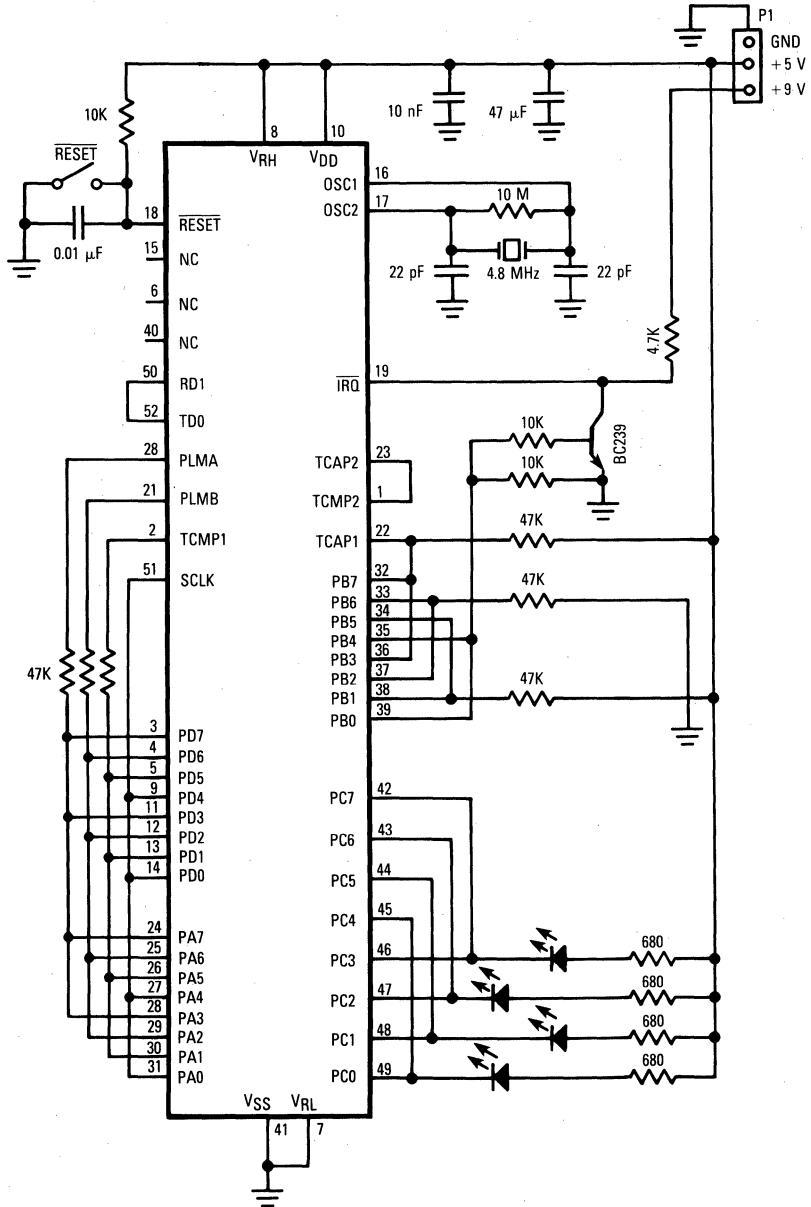 P1
GND
+5 V
+9 V
10K
10 nF
47 µF
RESET
8
10
VRH
VDD
0.01 µF
18
RESET
15
NC
6
NC
40
NC
50
RD1
52
TD0
28
PLMA
21
PLMB
2
TCMP1
51
SCLK
47K
3
PD7
4
PD6
5
PD5
9
PD4
11
PD3
12
PD2
13
PD1
14
PD0
24
PA7
25
PA6
26
PA5
27
PA4
28
PA3
29
PA2
30
PA1
31
PA0
OSC1
16
OSC2
17
10 M
22 pF
4.8 MHz
22 pF
4.7K
IRQ
19
10K
BC239
10K
TCAP2
23
TCMP2
1
TCAP1
22
47K
PB7
32
PB6
33
47K
PB5
34
PB4
35
PB3
36
PB2
37
PB1
38
47K
PB0
39
PC7
42
PC6
43
PC5
44
PC4
45
PC3
46
680
PC2
47
680
PC1
48
680
PC0
49
680
VSS
VRL
41
7